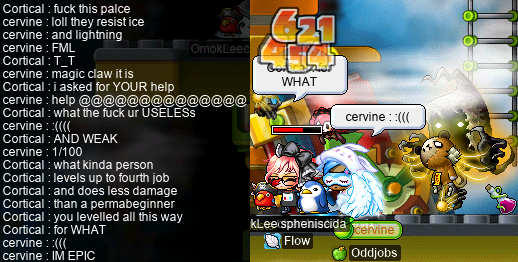 Cortical : fuck this palce
cervine : loll they resist ice
cervine : and lightning
cervine : FML
Cortical : T_T
cervine : magic claw it is
Cortical : i asked for YOUR help
cervine : help @@@@@@@@@@@@@@@
Cortical : what the fuck ur USELESs
cervine : :((((
Cortical : AND WEAK
cervine : 1/100
Cortical : what kinda person
Cortical : levels up to fourth job
Cortical : and does less damage
Cortical : than a permabeginner
Cortical : you levelled all this way
Cortical : for WHAT
cervine : :(((
cervine : IM EPIC
OmokLee
621
WHAT
cervine : :(((
kLee
spheniscida
cervine
Flow
Oddjobs